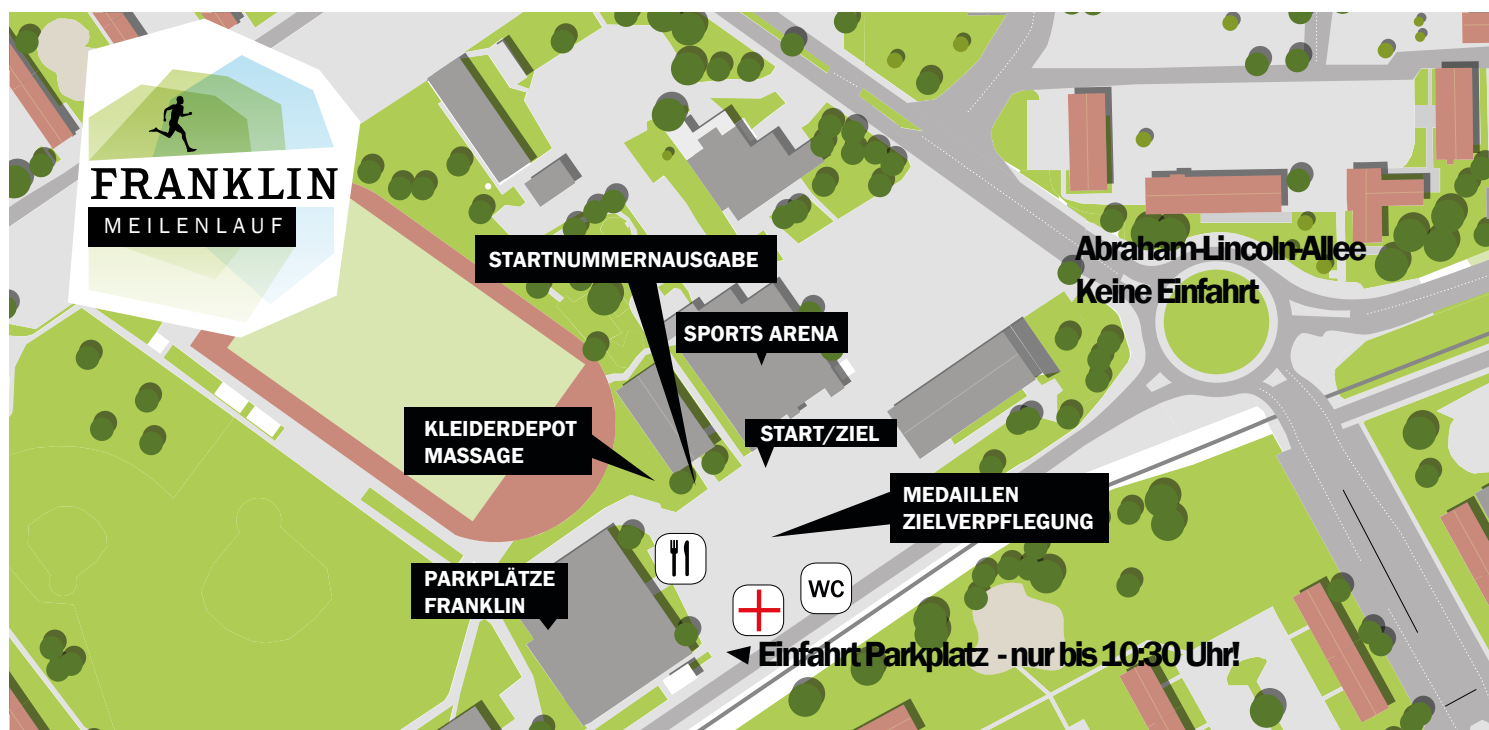 FRANKLIN
MEILENLAUF
STARTNUMMERNAUSGABE
Abraham-Lincoln-Allee
Keine Einfahrt
SPORTS ARENA
KLEIDERDEPOT
MASSAGE
START/ZIEL
MEDAILLEN
ZIELVERPFLEGUNG
PARKPLÄTZE
FRANKLIN
WC
Einfahrt Parkplatz - nur bis 10:30 Uhr!